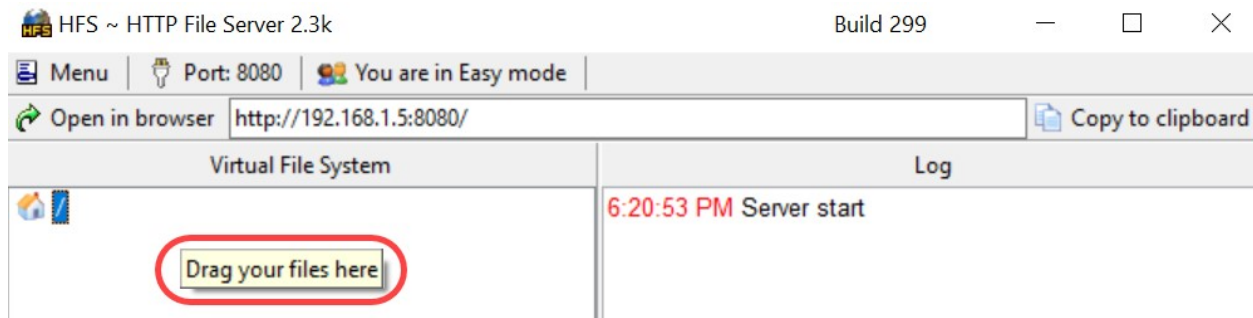 HFS ~ HTTP File Server 2.3k Build 299
Menu Port: 8080 You are in Easy mode
Open in browser http://192.168.1.5:8080/ Copy to clipboard
Virtual File System Log
/ 6:20:53 PM Server start
Drag your files here